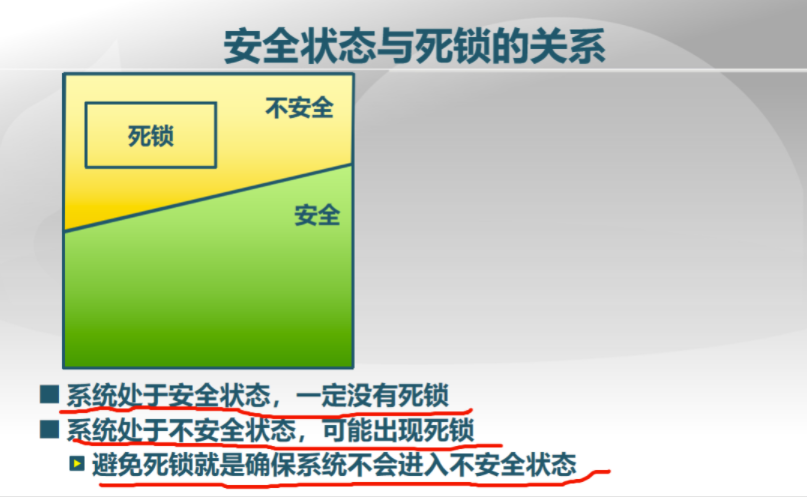 安全状态与死锁的关系
不安全
死锁
安全
系统处于安全状态，一定没有死锁
系统处于不安全状态，可能出现死锁
避免死锁就是确保系统不会进入不安全状态